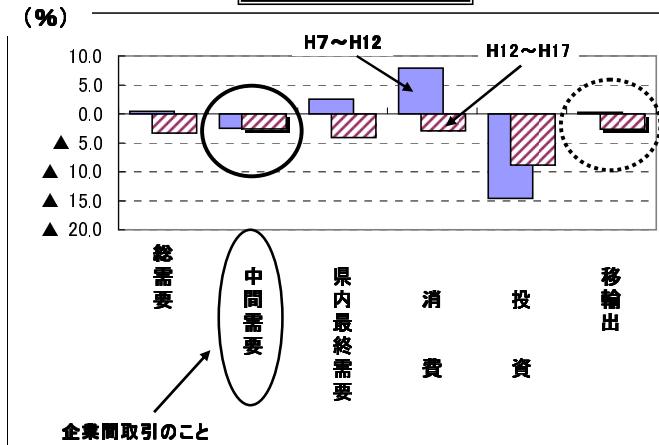 （%）
H7～H12
H12～H17
10.0
5.0
0.0
▲ 5.0
▲ 10.0
▲ 15.0
▲ 20.0
総需要
中間需要
県内最終需要
消費
投資
移輸出
企業間取引のこと